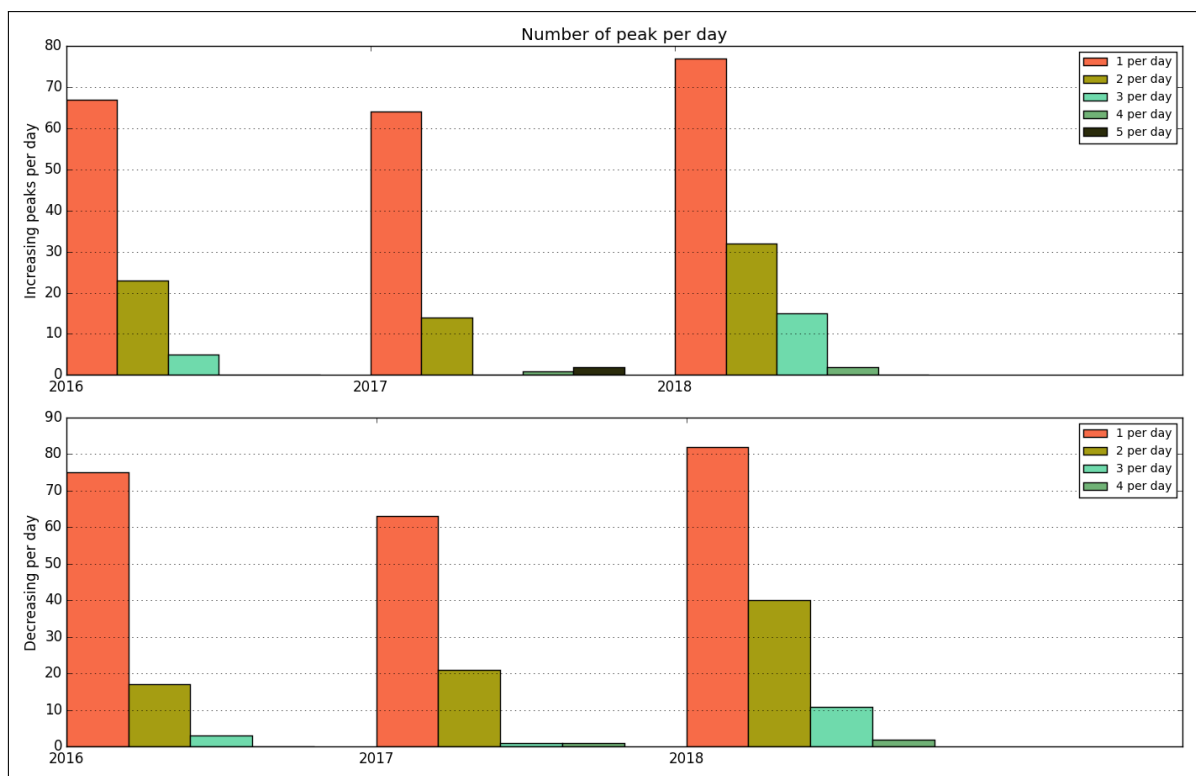 Number of peak per day
Increasing peaks per day
80
70
60
50
40
30
20
10
0
2016
2017
2018
1 per day
2 per day
3 per day
4 per day
5 per day
Decreasing per day
90
80
70
60
50
40
30
20
10
0
2016
2017
2018
1 per day
2 per day
3 per day
4 per day